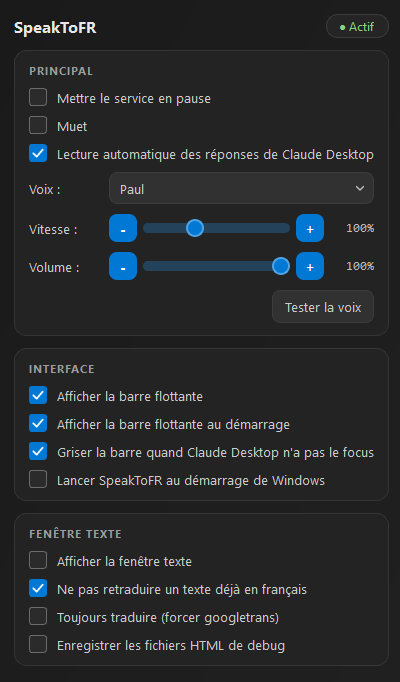 SpeakToFR
● Actif
PRINCIPAL
Mettre le service en pause
Muet
Lecture automatique des réponses de Claude Desktop
Voix :
Paul
Vitesse :
-
+
100%
Volume :
-
+
100%
Tester la voix
INTERFACE
Afficher la barre flottante
Afficher la barre flottante au démarrage
Griser la barre quand Claude Desktop n'a pas le focus
Lancer SpeakToFR au démarrage de Windows
FENÊTRE TEXTE
Afficher la fenêtre texte
Ne pas retraduire un texte déjà en français
Toujours traduire (forcer googletrans)
Enregistrer les fichiers HTML de debug